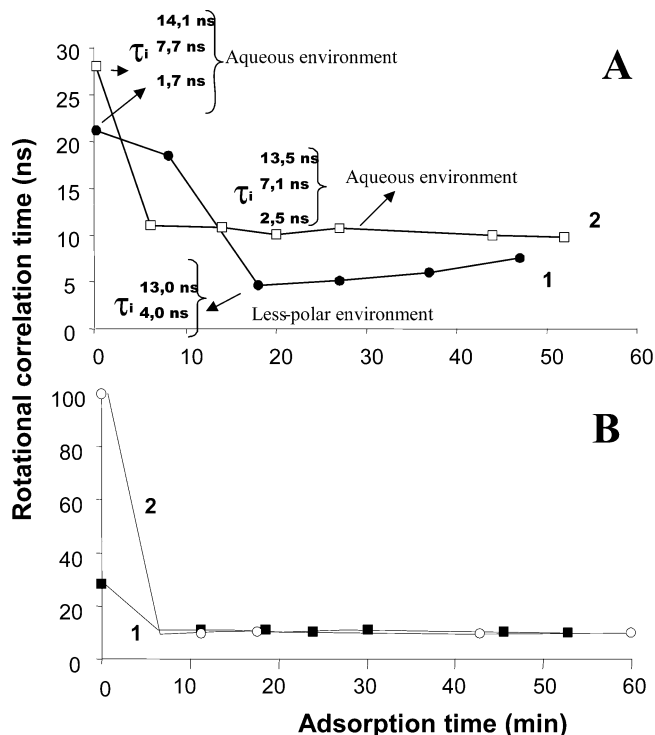 A
Rotational correlation time (ns)
30
25
20
15
10
5
0
0 10 20 30 40 50 60
τi
14,1 ns
7,7 ns
1,7 ns
Aqueous environment
13,5 ns
τi 7,1 ns
2,5 ns
Aqueous environment
2
1
13,0 ns
τi 4,0 ns
Less-polar environment
B
100
80
60
40
20
0
2
1
0 10 20 30 40 50 60
Adsorption time (min)